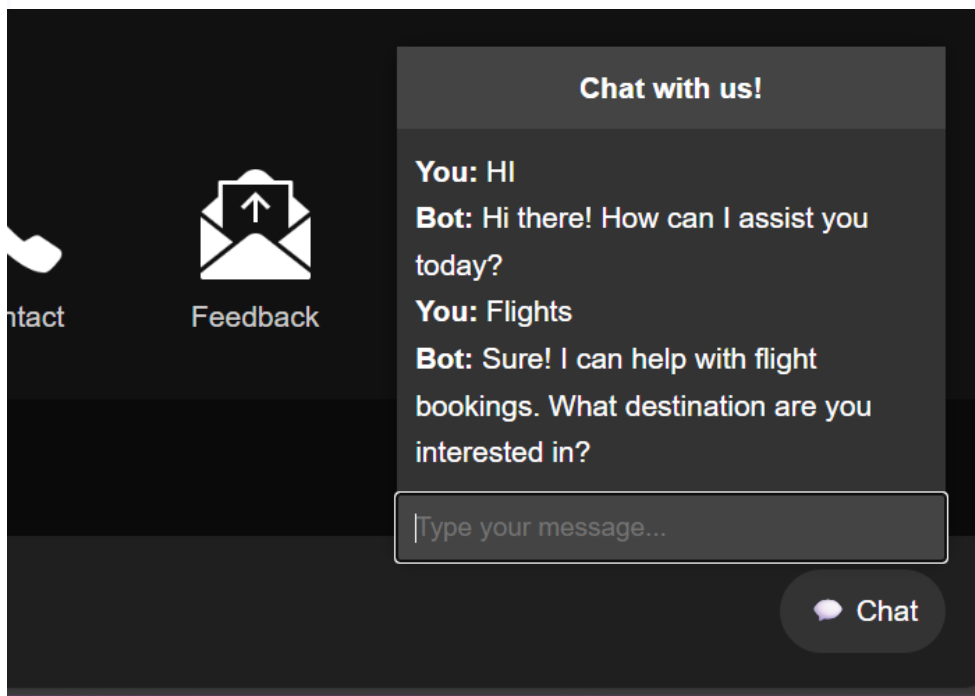 Chat with us!
You: HI
Bot: Hi there! How can I assist you
today?
You: Flights
Bot: Sure! I can help with flight
bookings. What destination are you
interested in?
Type your message...
ntact
Feedback
Chat